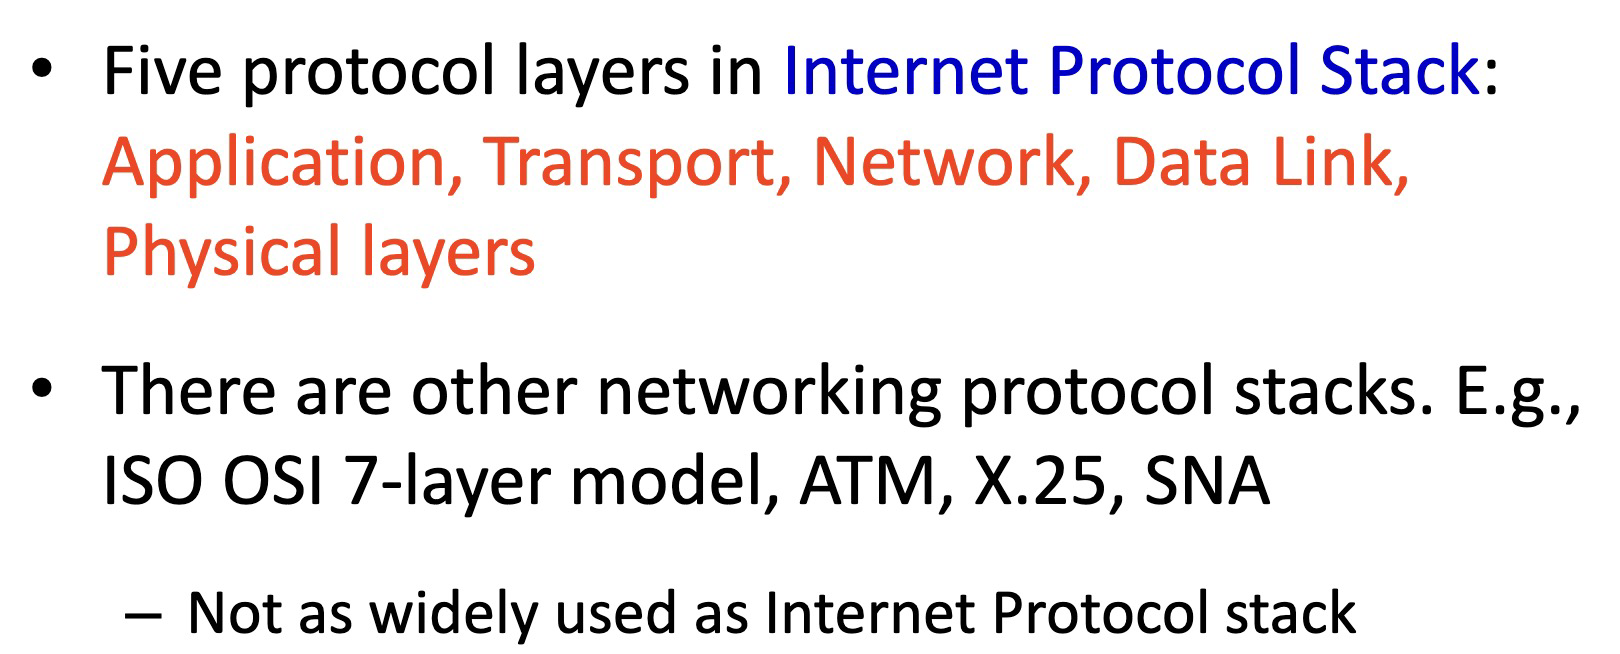 • Five protocol layers in Internet Protocol Stack:
Application, Transport, Network, Data Link,
Physical layers
• There are other networking protocol stacks. E.g.,
ISO OSI 7-layer model, ATM, X.25, SNA
– Not as widely used as Internet Protocol stack